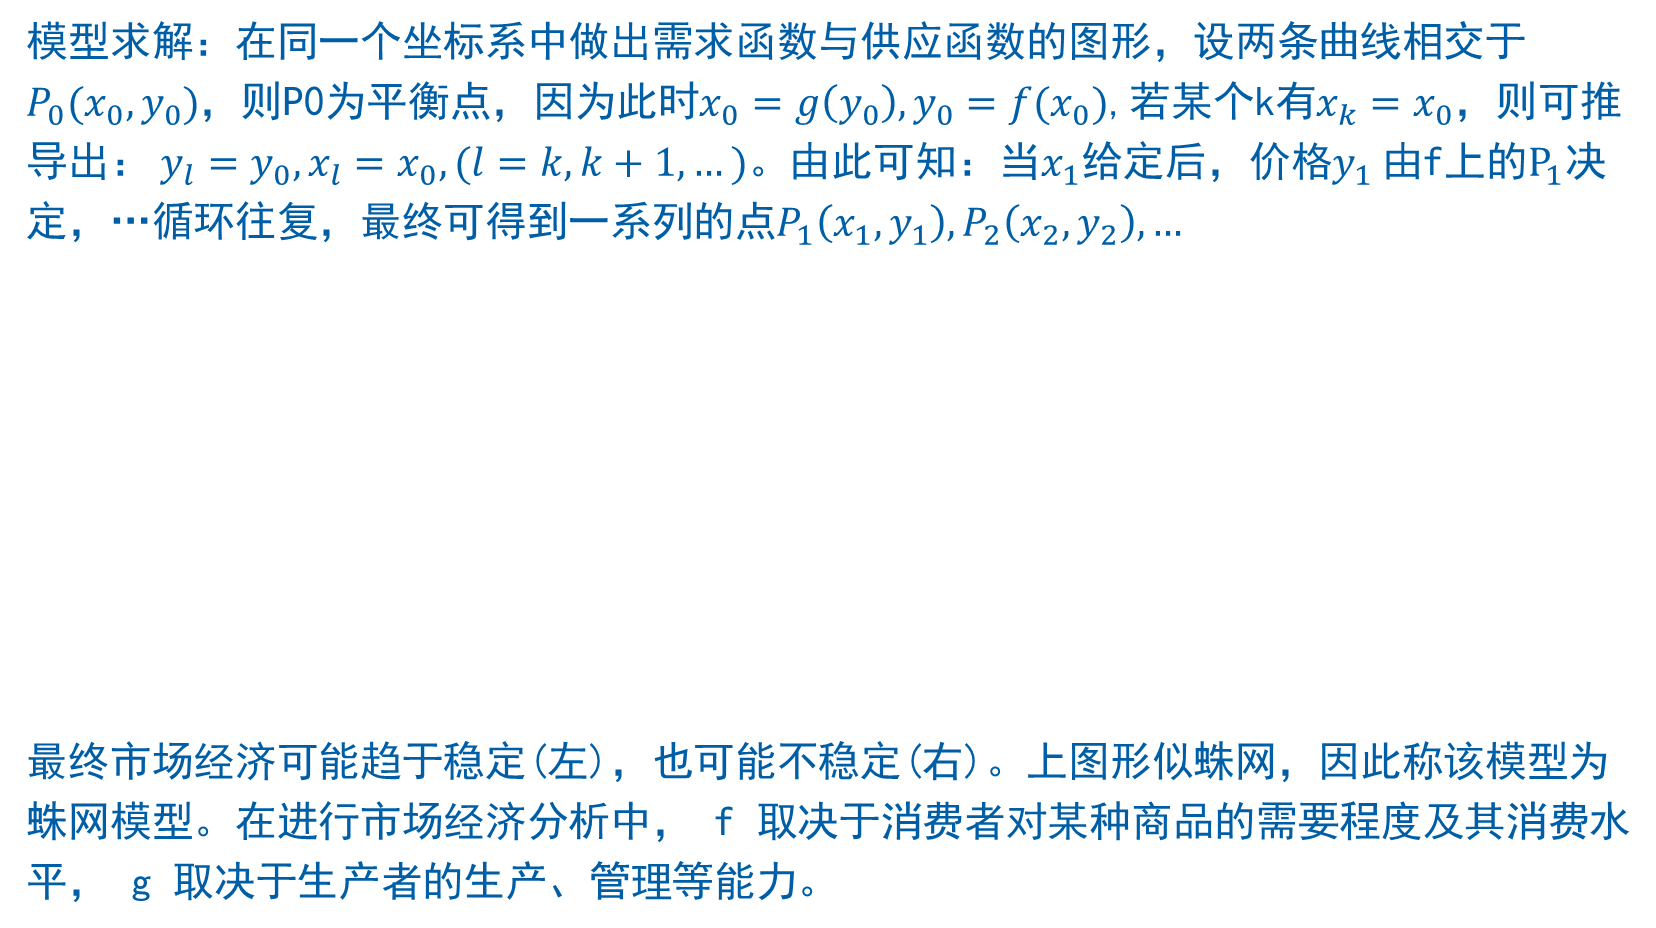 模型求解：在同一个坐标系中做出需求函数与供应函数的图形，设两条曲线相交于
P₀(x₀, y₀)，则P0为平衡点，因为此时x₀ = g(y₀), y₀ = f(x₀), 若某个k有xₖ = x₀，则可推
导出： yₗ = y₀, xₗ = x₀, (l = k, k + 1, … )。由此可知：当x₁给定后，价格y₁ 由f上的P₁决
定，…循环往复，最终可得到一系列的点P₁(x₁, y₁), P₂(x₂, y₂), …
最终市场经济可能趋于稳定(左)，也可能不稳定(右)。上图形似蛛网，因此称该模型为
蛛网模型。在进行市场经济分析中， f 取决于消费者对某种商品的需要程度及其消费水
平， g 取决于生产者的生产、管理等能力。